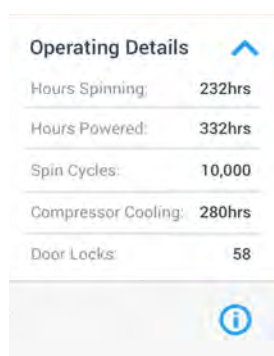 Operating Details
Hours Spinning: 232hrs
Hours Powered: 332hrs
Spin Cycles: 10,000
Compressor Cooling: 280hrs
Door Locks: 58